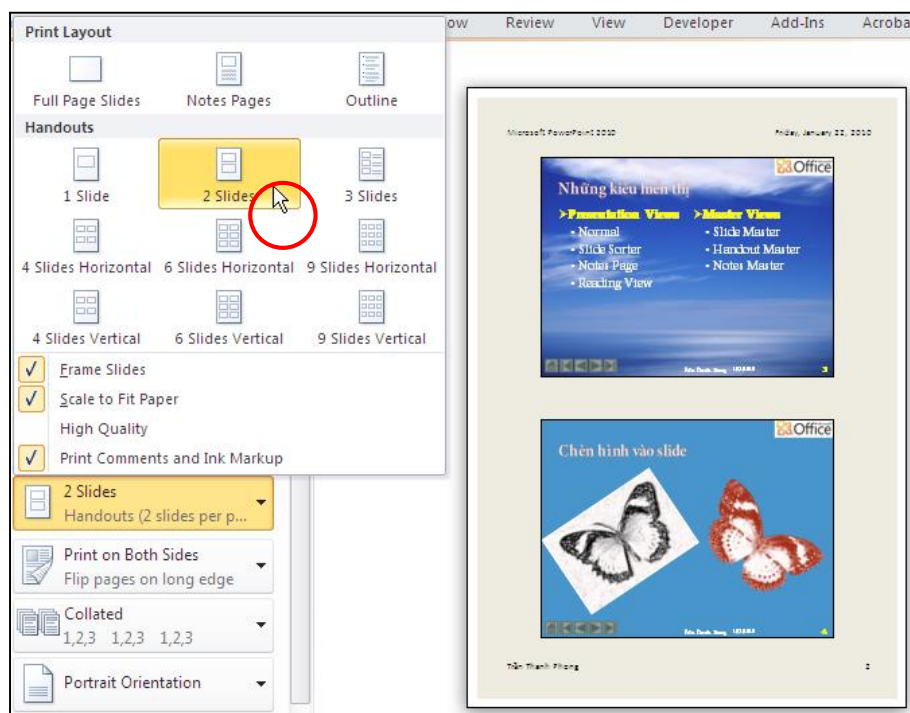 ow Review View Developer Add-Ins Acroba
Print Layout
Full Page Slides Notes Pages Outline
Handouts
1 Slide 2 Slides 3 Slides
4 Slides Horizontal 6 Slides Horizontal 9 Slides Horizontal
4 Slides Vertical 6 Slides Vertical 9 Slides Vertical
Frame Slides
Scale to Fit Paper
High Quality
Print Comments and Ink Markup
2 Slides
Handouts (2 slides per p...
Print on Both Sides
Flip pages on long edge
Collated
1,2,3 1,2,3 1,2,3
Portrait Orientation
Microsoft PowerPoint 2010 Friday, January 22, 2010
Office
Những kiểu hiển thị
➢Presentation Views ➢Master Views
• Normal • Slide Master
• Slide Sorter • Handout Master
• Notes Page • Notes Master
• Reading View
3
Office
Chèn hình vào slide
4
Trần Thanh Phong 2